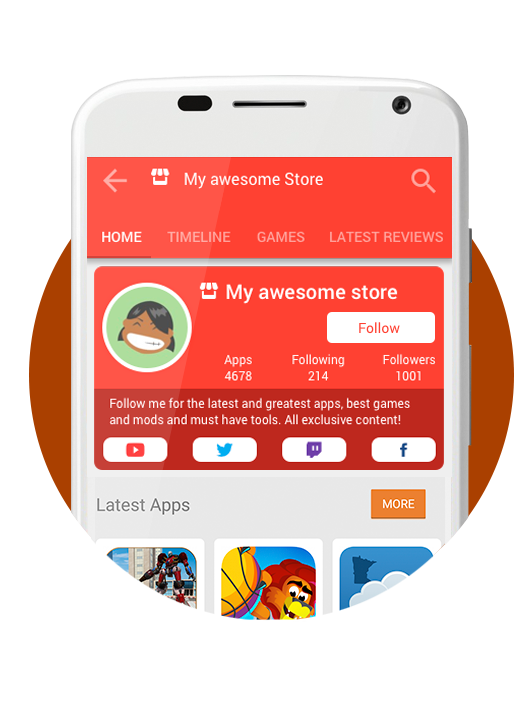 My awesome Store
HOME TIMELINE GAMES LATEST REVIEWS
My awesome store
Follow
Apps Following Followers
4678 214 1001
Follow me for the latest and greatest apps, best games
and mods and must have tools. All exclusive content!
Latest Apps MORE